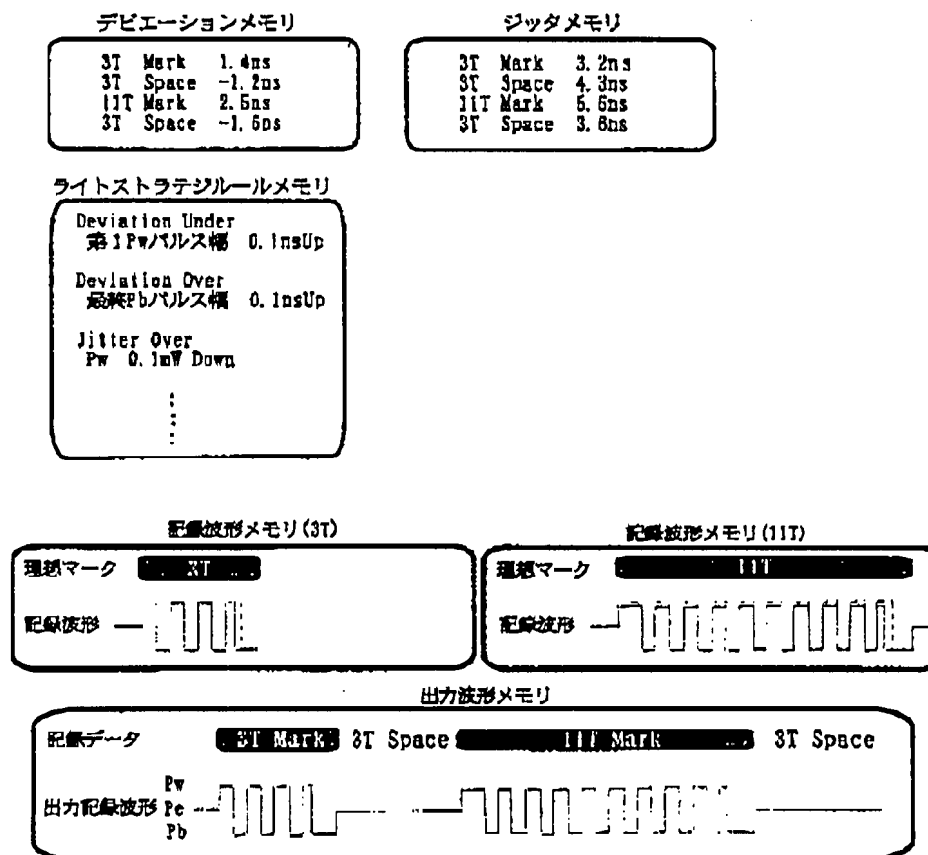 デビエーションメモリ
3T Mark 1.4ns
3T Space -1.2ns
11T Mark 2.5ns
3T Space -1.5ns
ジッタメモリ
3T Mark 3.2ns
3T Space 4.3ns
11T Mark 5.5ns
3T Space 3.8ns
ライトストラテジルールメモリ
Deviation Under
第1Pwパルス幅 0.1nsUp
Deviation Over
最終Pbパルス幅 0.1nsUp
Jitter Over
Pw 0.1mW Down
記録波形メモリ(3T)
理想マーク 3T
記録波形
記録波形メモリ(11T)
理想マーク 11T
記録波形
出力波形メモリ
記録データ 3T Mark 3T Space 11T Mark 3T Space
出力記録波形 Pw
Pe
Pb